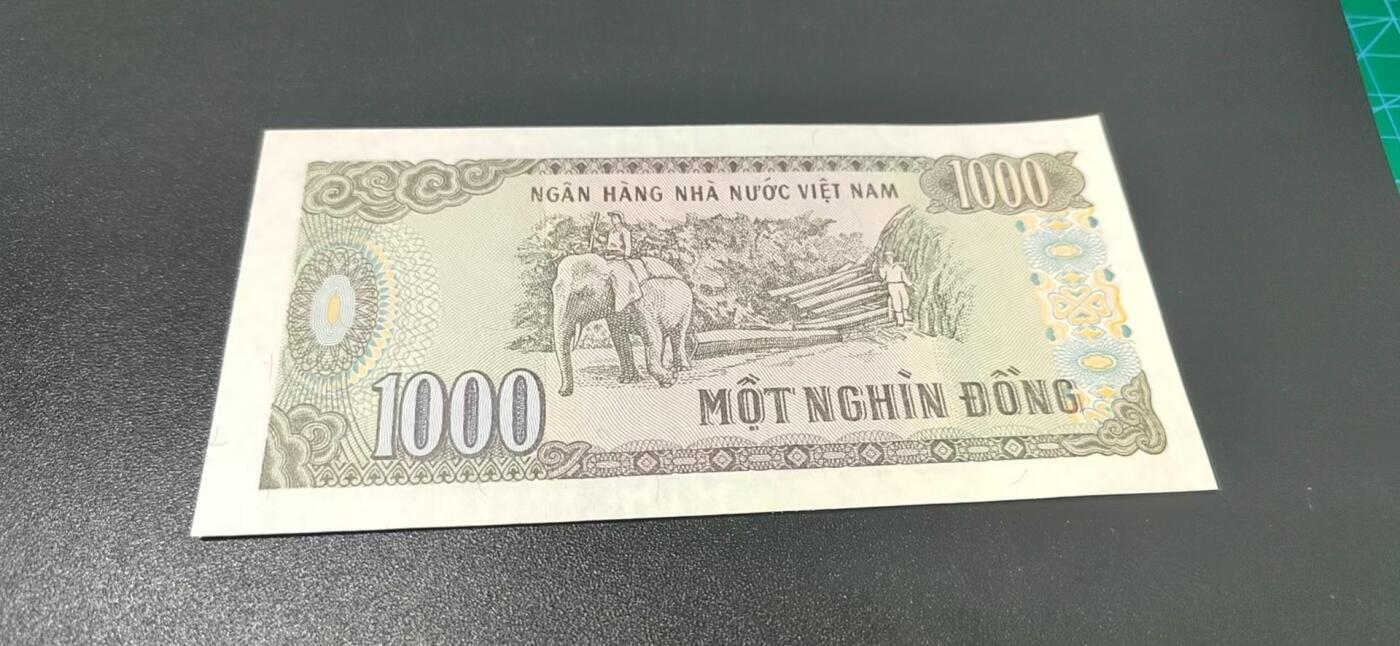 NGÂN HÀNG NHÀ NƯỚC VIỆT NAM
1000
1000
MỘT NGHÌN ĐỒNG